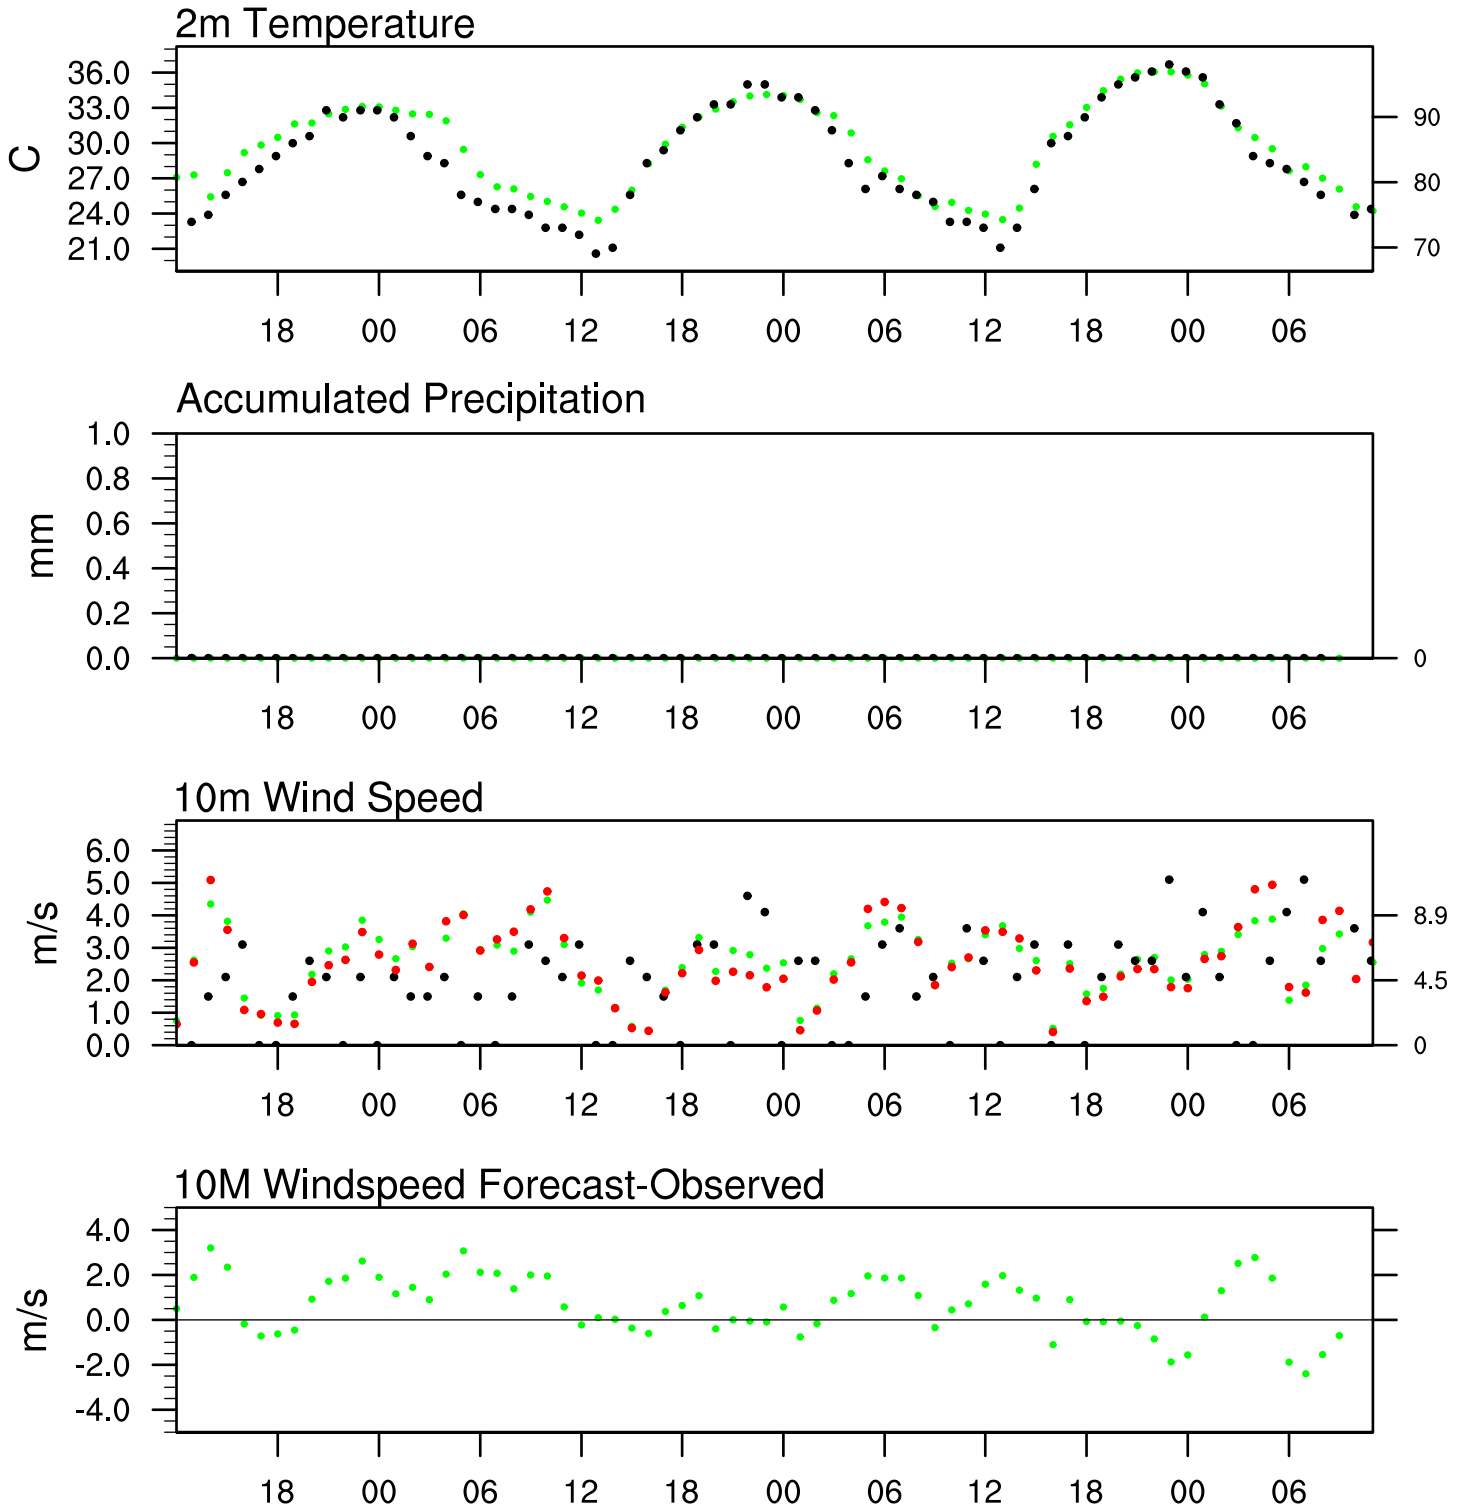 2m Temperature
36.0
33.0
30.0
27.0
24.0
21.0
C
90
80
70
18 00 06 12 18 00 06 12 18 00 06
Accumulated Precipitation
1.0
0.8
0.6
0.4
0.2
0.0
mm
0
18 00 06 12 18 00 06 12 18 00 06
10m Wind Speed
6.0
5.0
4.0
3.0
2.0
1.0
0.0
m/s
8.9
4.5
0
18 00 06 12 18 00 06 12 18 00 06
10M Windspeed Forecast-Observed
4.0
2.0
0.0
-2.0
-4.0
m/s
18 00 06 12 18 00 06 12 18 00 06